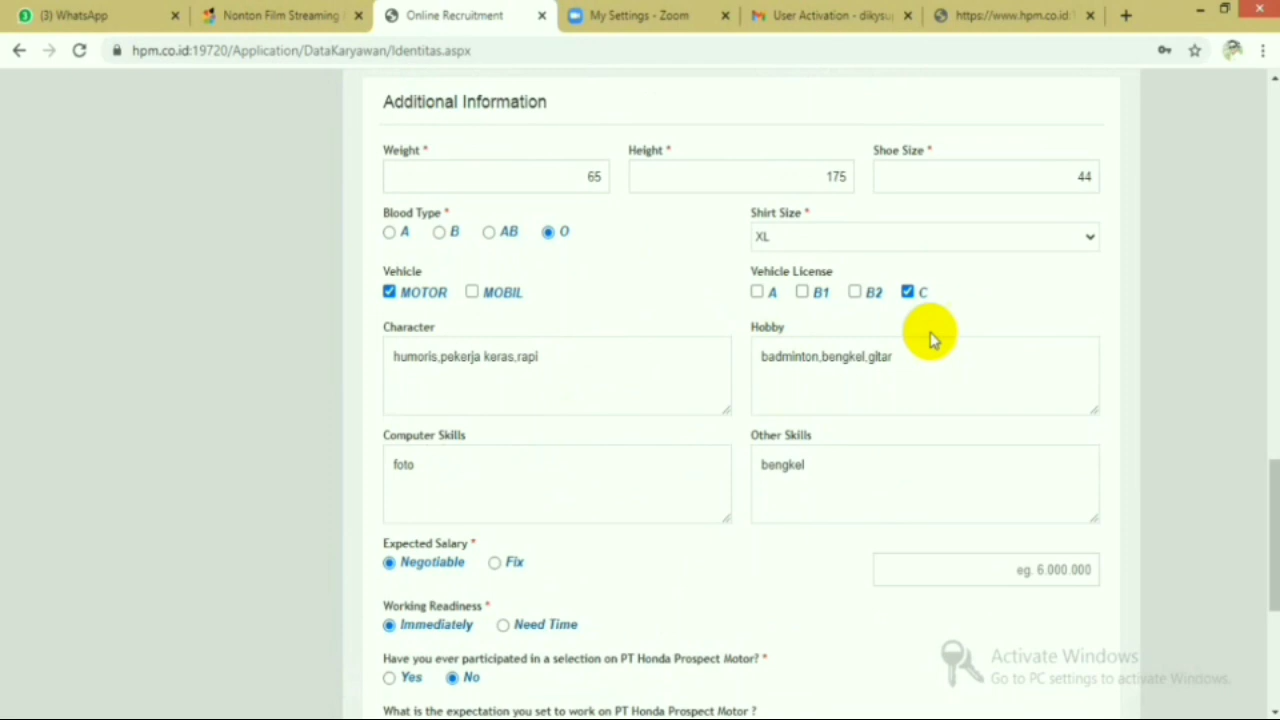 (3) WhatsApp
Nonton Film Streaming
Online Recruitment
My Settings - Zoom
User Activation - dikysu
https://www.hpm.co.id:
hpm.co.id:19720/Application/DataKaryawan/Identitas.aspx
Additional Information
Weight * Height * Shoe Size *
65 175 44
Blood Type * Shirt Size *
A B AB O XL
Vehicle Vehicle License
MOTOR MOBIL A B1 B2 C
Character Hobby
humoris,pekerja keras,rapi badminton,bengkel,gitar
Computer Skills Other Skills
foto bengkel
Expected Salary *
Negotiable Fix eg. 6.000.000
Working Readiness *
Immediately Need Time
Activate Windows
Go to PC settings to activate Windows.
Have you ever participated in a selection on PT Honda Prospect Motor? *
Yes No
What is the expectation you set to work on PT Honda Prospect Motor ?